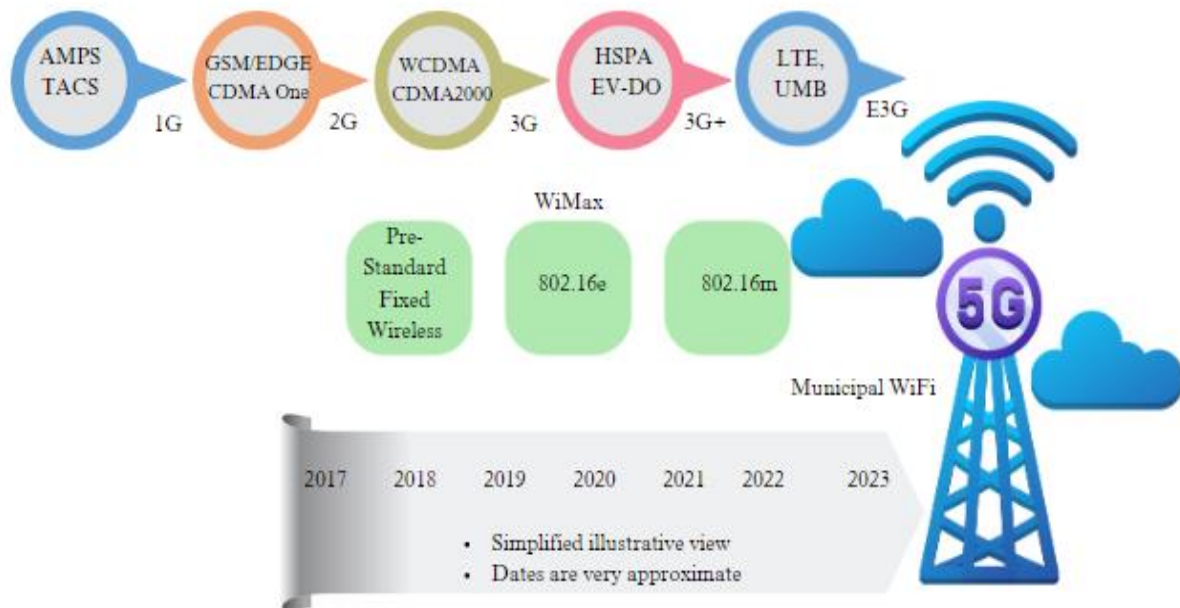 AMPS
TACS
1G
GSM/EDGE
CDMA One
2G
WCDMA
CDMA2000
3G
HSPA
EV-DO
3G+
LTE,
UMB
E3G
WiMax
Pre-
Standard
Fixed
Wireless
802.16e
802.16m
5G
Municipal WiFi
2017 2018 2019 2020 2021 2022 2023
• Simplified illustrative view
• Dates are very approximate